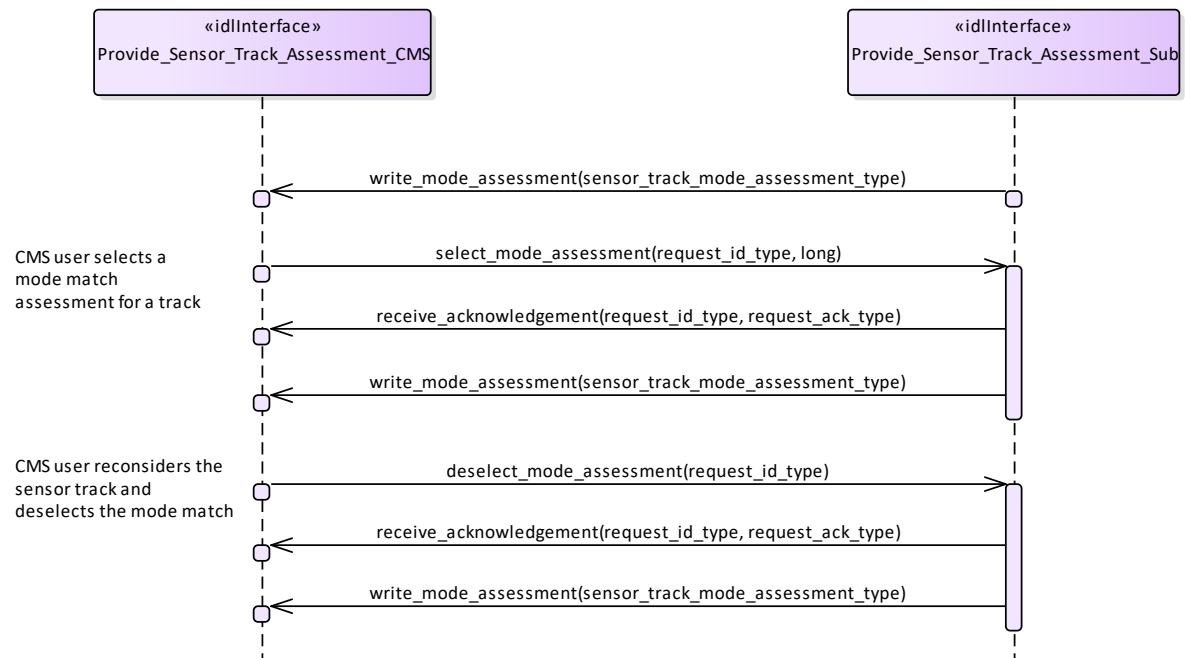 «idlInterface»
Provide_Sensor_Track_Assessment_CMS
«idlInterface»
Provide_Sensor_Track_Assessment_Sub
write_mode_assessment(sensor_track_mode_assessment_type)
CMS user selects a
mode match
assessment for a track
select_mode_assessment(request_id_type, long)
receive_acknowledgement(request_id_type, request_ack_type)
write_mode_assessment(sensor_track_mode_assessment_type)
CMS user reconsiders the
sensor track and
deselects the mode match
deselect_mode_assessment(request_id_type)
receive_acknowledgement(request_id_type, request_ack_type)
write_mode_assessment(sensor_track_mode_assessment_type)